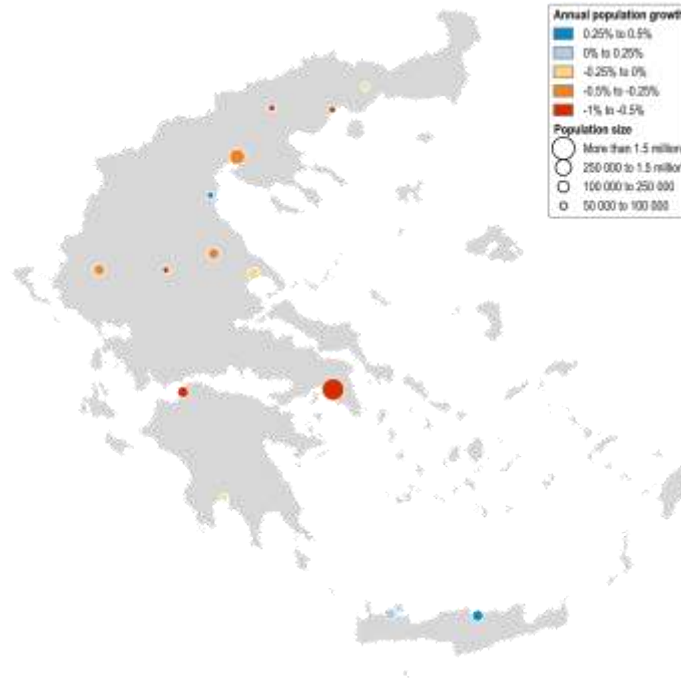 Annual population growth
0.25% to 0.5%
0% to 0.25%
-0.25% to 0%
-0.5% to -0.25%
-1% to -0.5%
Population size
More than 1.5 million
250 000 to 1.5 million
100 000 to 250 000
50 000 to 100 000